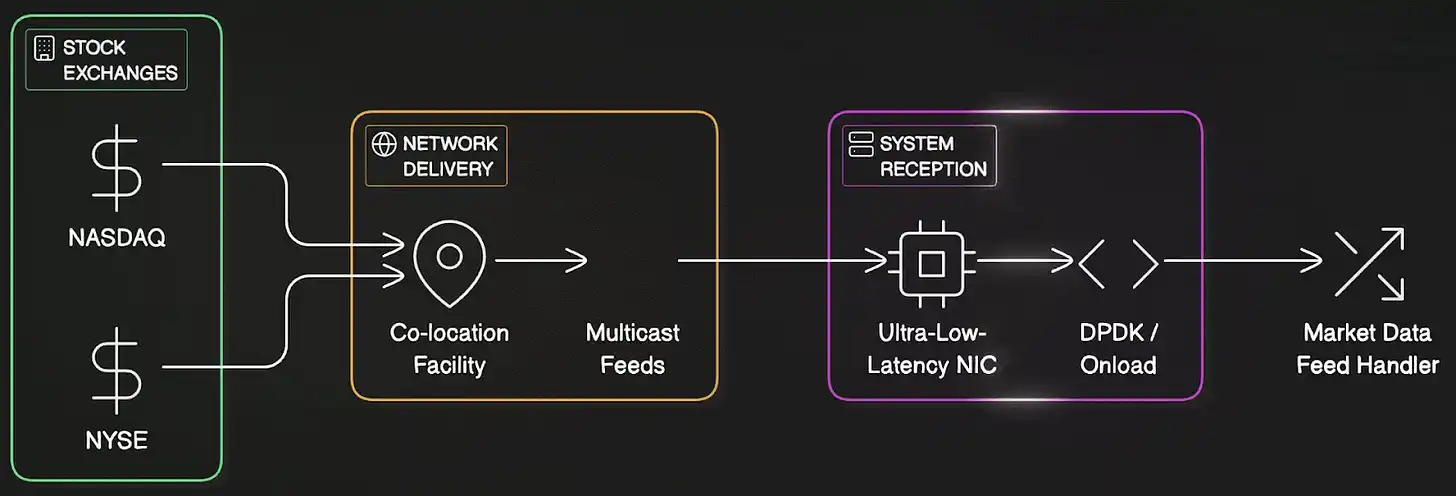 STOCK
EXCHANGES
NASDAQ
NYSE
NETWORK
DELIVERY
Co-location
Facility
Multicast
Feeds
SYSTEM
RECEPTION
Ultra-Low-
Latency NIC
DPDK /
Onload
Market Data
Feed Handler